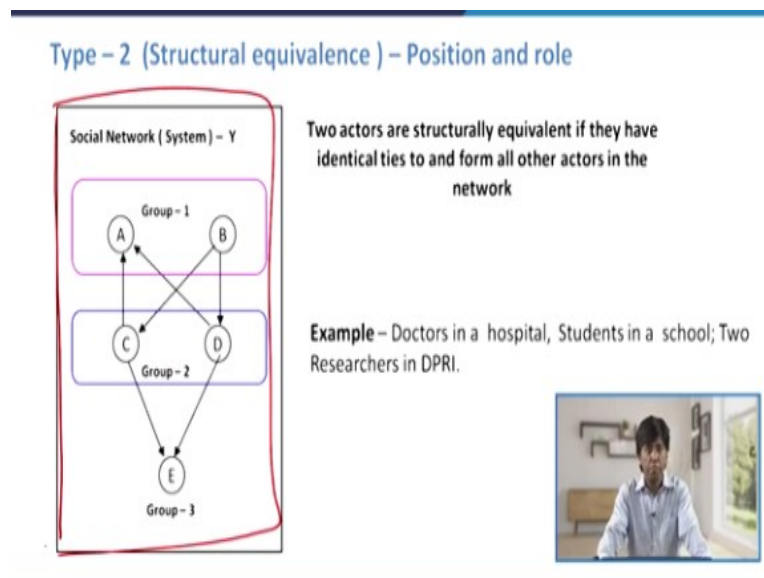 Type – 2 (Structural equivalence ) – Position and role
Social Network ( System ) – Y
Group – 1
A
B
C
D
Group – 2
E
Group – 3
Two actors are structurally equivalent if they have
identical ties to and form all other actors in the
network
Example – Doctors in a hospital, Students in a school; Two
Researchers in DPRI.